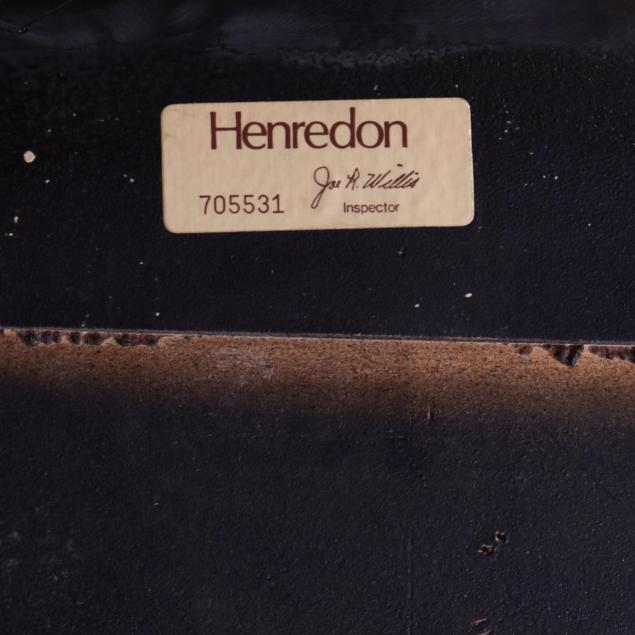 Henredon
Joe R. Willis
705531
Inspector